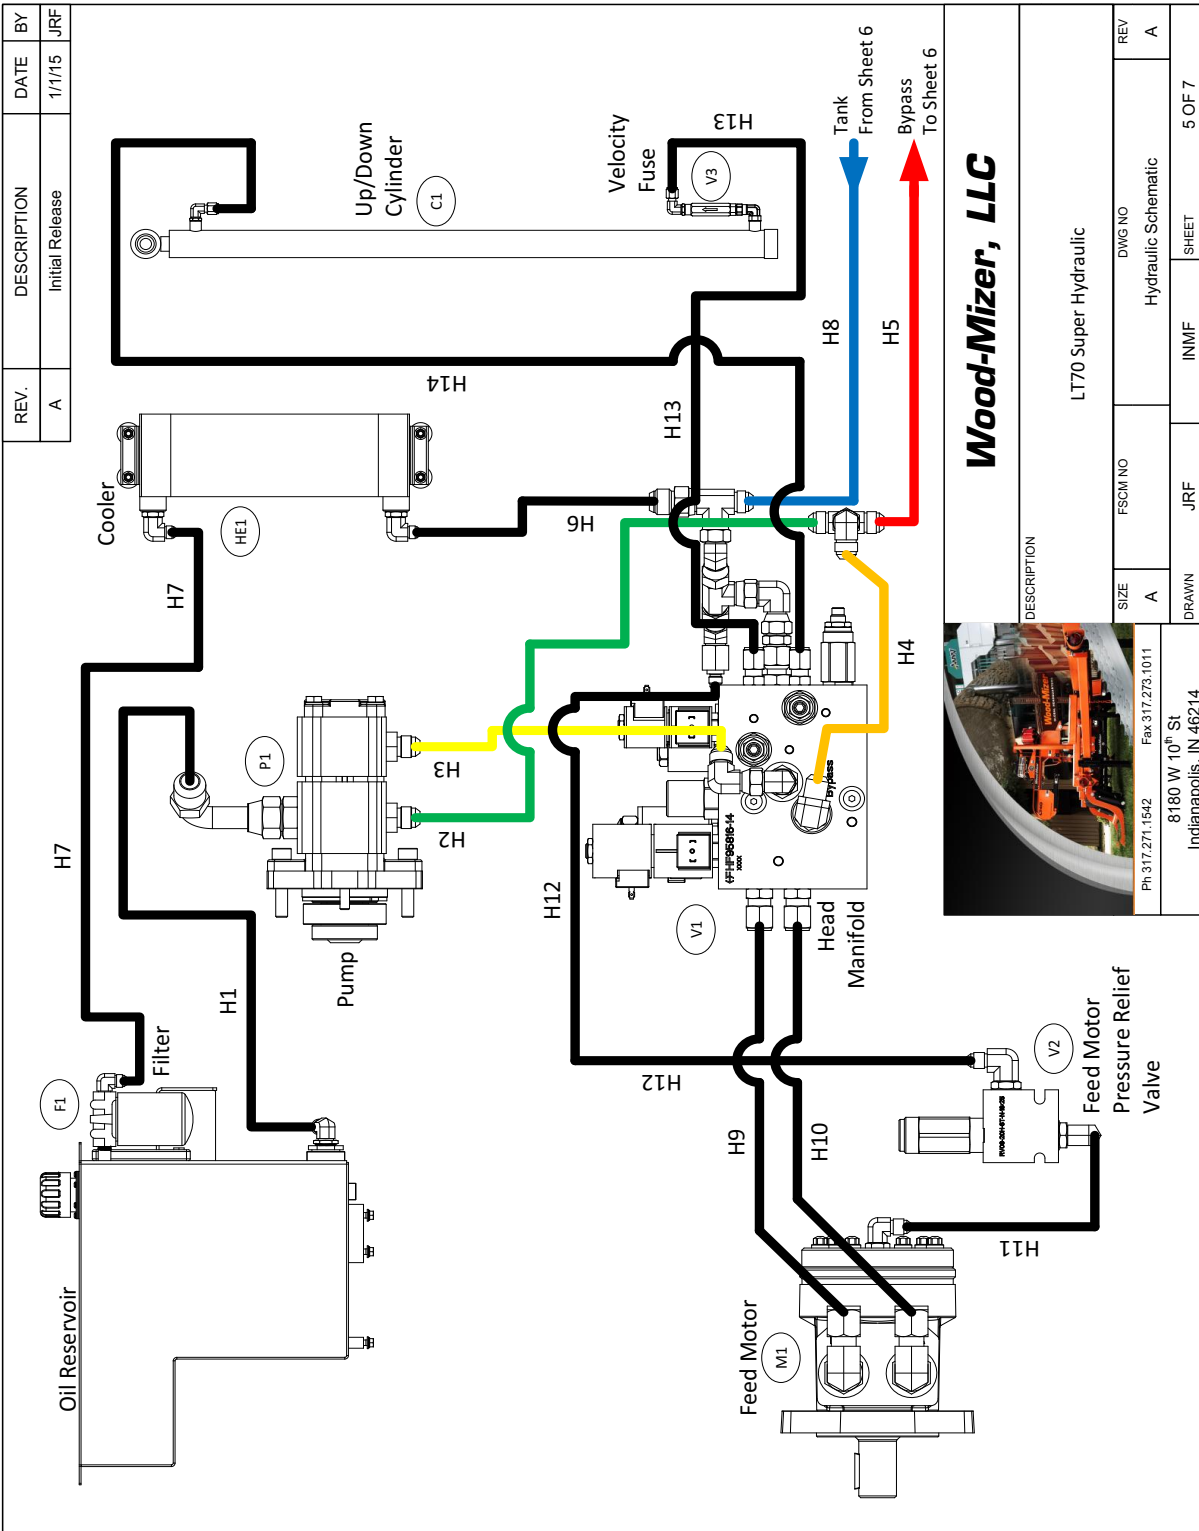 REV.
DESCRIPTION
DATE
BY
A
Initial Release
1/1/15
JRF
Oil Reservoir
F1
Filter
H7
H7
Cooler
HE1
H1
Pump
P1
H2
H3
H6
H14
Up/Down
Cylinder
C1
Velocity
Fuse
V3
H13
H13
Tank
From Sheet 6
Bypass
To Sheet 6
H8
H5
H4
H12
H12
V1
Head
Manifold
Bypass
FHF95816-14
XXXX
H9
H10
Feed Motor
M1
H11
V2
Feed Motor
Pressure Relief
Valve
Wood-Mizer
Ph 317.271.1542
Fax 317.273.1011
8180 W 10th St
Indianapolis, IN 46214
Wood-Mizer, LLC
DESCRIPTION
LT70 Super Hydraulic
SIZE
A
FSCM NO
DWG NO
Hydraulic Schematic
REV
A
DRAWN
JRF
INMF
SHEET
5 OF 7